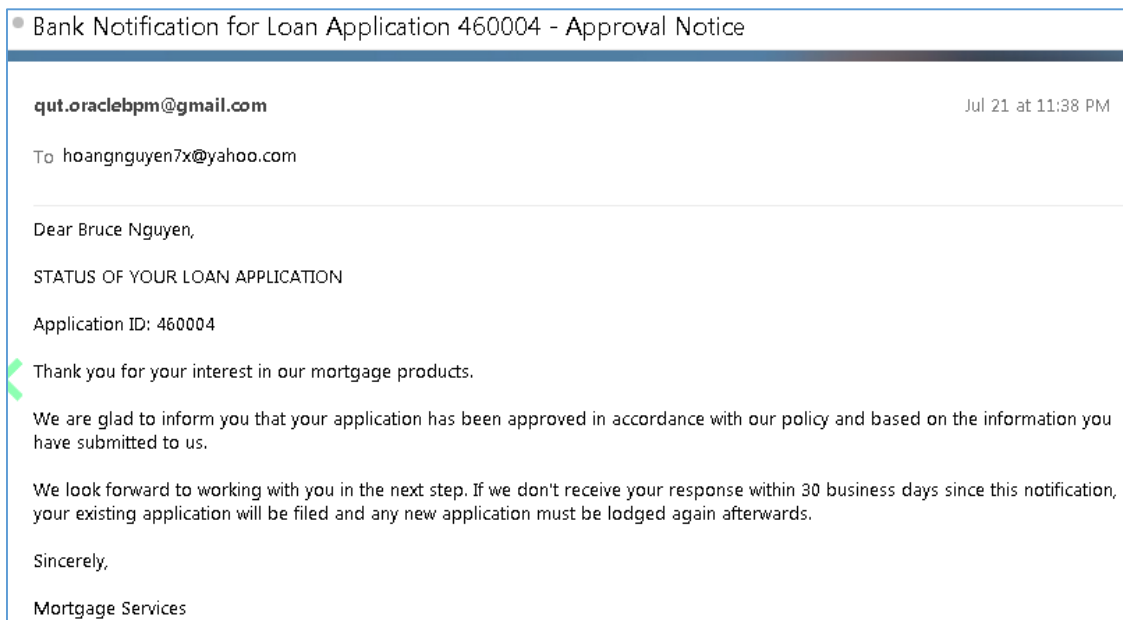 Bank Notification for Loan Application 460004 - Approval Notice
qut.oraclebpm@gmail.com Jul 21 at 11:38 PM
To hoangnguyen7x@yahoo.com
Dear Bruce Nguyen,
STATUS OF YOUR LOAN APPLICATION
Application ID: 460004
Thank you for your interest in our mortgage products.
We are glad to inform you that your application has been approved in accordance with our policy and based on the information you
have submitted to us.
We look forward to working with you in the next step. If we don't receive your response within 30 business days since this notification,
your existing application will be filed and any new application must be lodged again afterwards.
Sincerely,
Mortgage Services